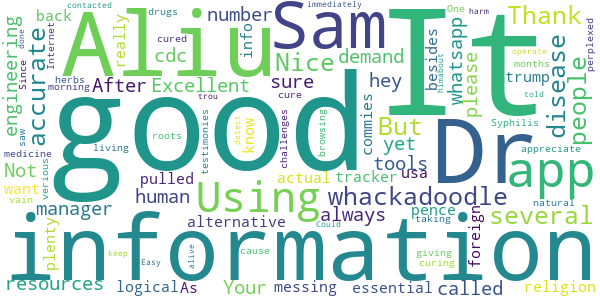 contacted immediately
harm
Internet
back drugs number
engineering
Since done
cured
herbs
morning
saw
medicine
Not
want
vain
verious
plenty
manager
resources
Easy
keep
Aliu
really
cdc
info
accurate
After
Excellent
roots
living
pulled
human
alternative
logical
As
alive
cause
Your
giving
curing
good
information
Sam
Nice
sure
demand
trou
cure
testimonies
detect
know
challenges
browsing
Using
actual
tracker
always
messing
Could
pence
taking
himabout
called
essential
usa
foreign
whackadoodle
It
Dr
hey
But
yet
tools
commies
besides
Whatsapp
please
One
months
trump
told
Thank
perplexed
operate
disease
people
Syphilis
appreciate
natural
app
several
religion